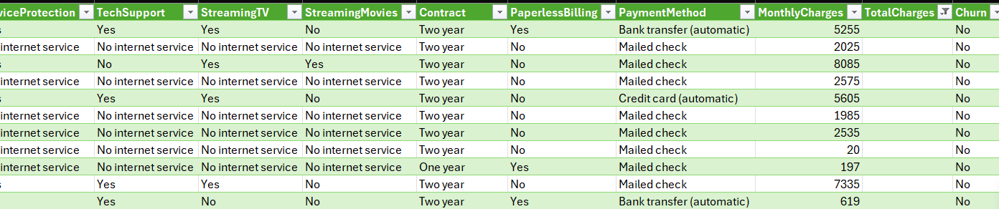 viceProtection TechSupport StreamingTV StreamingMovies Contract PaperlessBilling PaymentMethod MonthlyCharges TotalCharges Churn
s Yes Yes No Two year Yes Bank transfer (automatic) 5255 No
internet service No internet service No internet service No internet service Two year No Mailed check 2025 No
s No Yes Yes Two year No Mailed check 8085 No
internet service No internet service No internet service No internet service Two year No Mailed check 2575 No
s Yes Yes No Two year No Credit card (automatic) 5605 No
internet service No internet service No internet service No internet service Two year No Mailed check 1985 No
internet service No internet service No internet service No internet service Two year No Mailed check 2535 No
internet service No internet service No internet service No internet service Two year No Mailed check 20 No
internet service No internet service No internet service No internet service One year Yes Mailed check 197 No
s Yes Yes No Two year No Mailed check 7335 No
Yes No No Two year Yes Bank transfer (automatic) 619 No